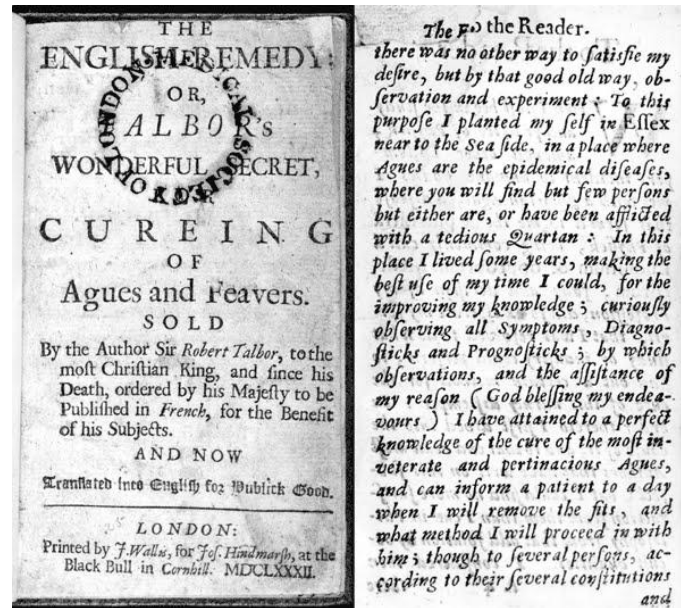 THE
ENGLISH REMEDY:
OR,
TALBOR's
WONDERFUL SECRET,
FOR
CUREING
OF
Agues and Feavers.
SOLD
By the Author Sir Robert Talbor, to the
moſt Chriſtian King, and ſince his
Death, ordered by his Majeſty to be
Publiſhed in French, for the Benefit
of his Subjects.
AND NOW
Tranſlated into Engliſh for Publick Good.
LONDON:
Printed by J. Wallis, for Joſ. Hindmarſh, at the
Black Bull in Cornhill. MDCLXXXII.
MEDICAL SOCIETY OF LONDON
The to the Reader.
there was no other way to ſatisfie my
deſire, but by that good old way, ob-
ſervation and experiment: To this
purpoſe I planted my ſelf in Eſſex
near to the Sea ſide, in a place where
Agues are the epidemical diſeaſes,
where you will find but few perſons
but either are, or have been afflicted
with a tedious Quartan: In this
place I lived ſome years, making the
beſt uſe of my time I could, for the
improving my knowledge; curiouſly
obſerving all Symptoms, Diagno-
ſticks and Prognoſticks; by which
obſervations, and the aſſiſtance of
my reaſon (God bleſſing my endea-
vours) I have attained to a perfect
knowledge of the cure of the moſt in-
veterate and pertinacious Agues,
and can inform a patient to a day
when I will remove the fits, and
what method I will proceed in with
him; though to ſeveral perſons, ac-
cording to their ſeveral conſtitutions
and